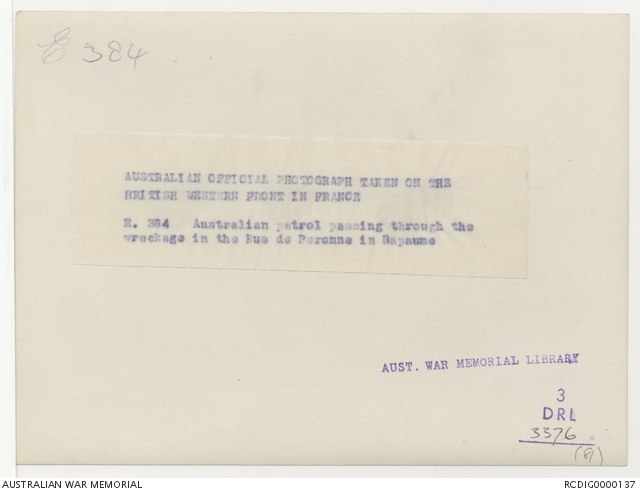 E 384
AUSTRALIAN OFFICIAL PHOTOGRAPH TAKEN ON THE
BRITISH WESTERN FRONT IN FRANCE
E. 384 Australian patrol passing through the
wreckage in the Rue de Peronne in Bapaume
AUST. WAR MEMORIAL LIBRARY
3
DRL
3376
(9)
AUSTRALIAN WAR MEMORIAL
RCDIG0000137